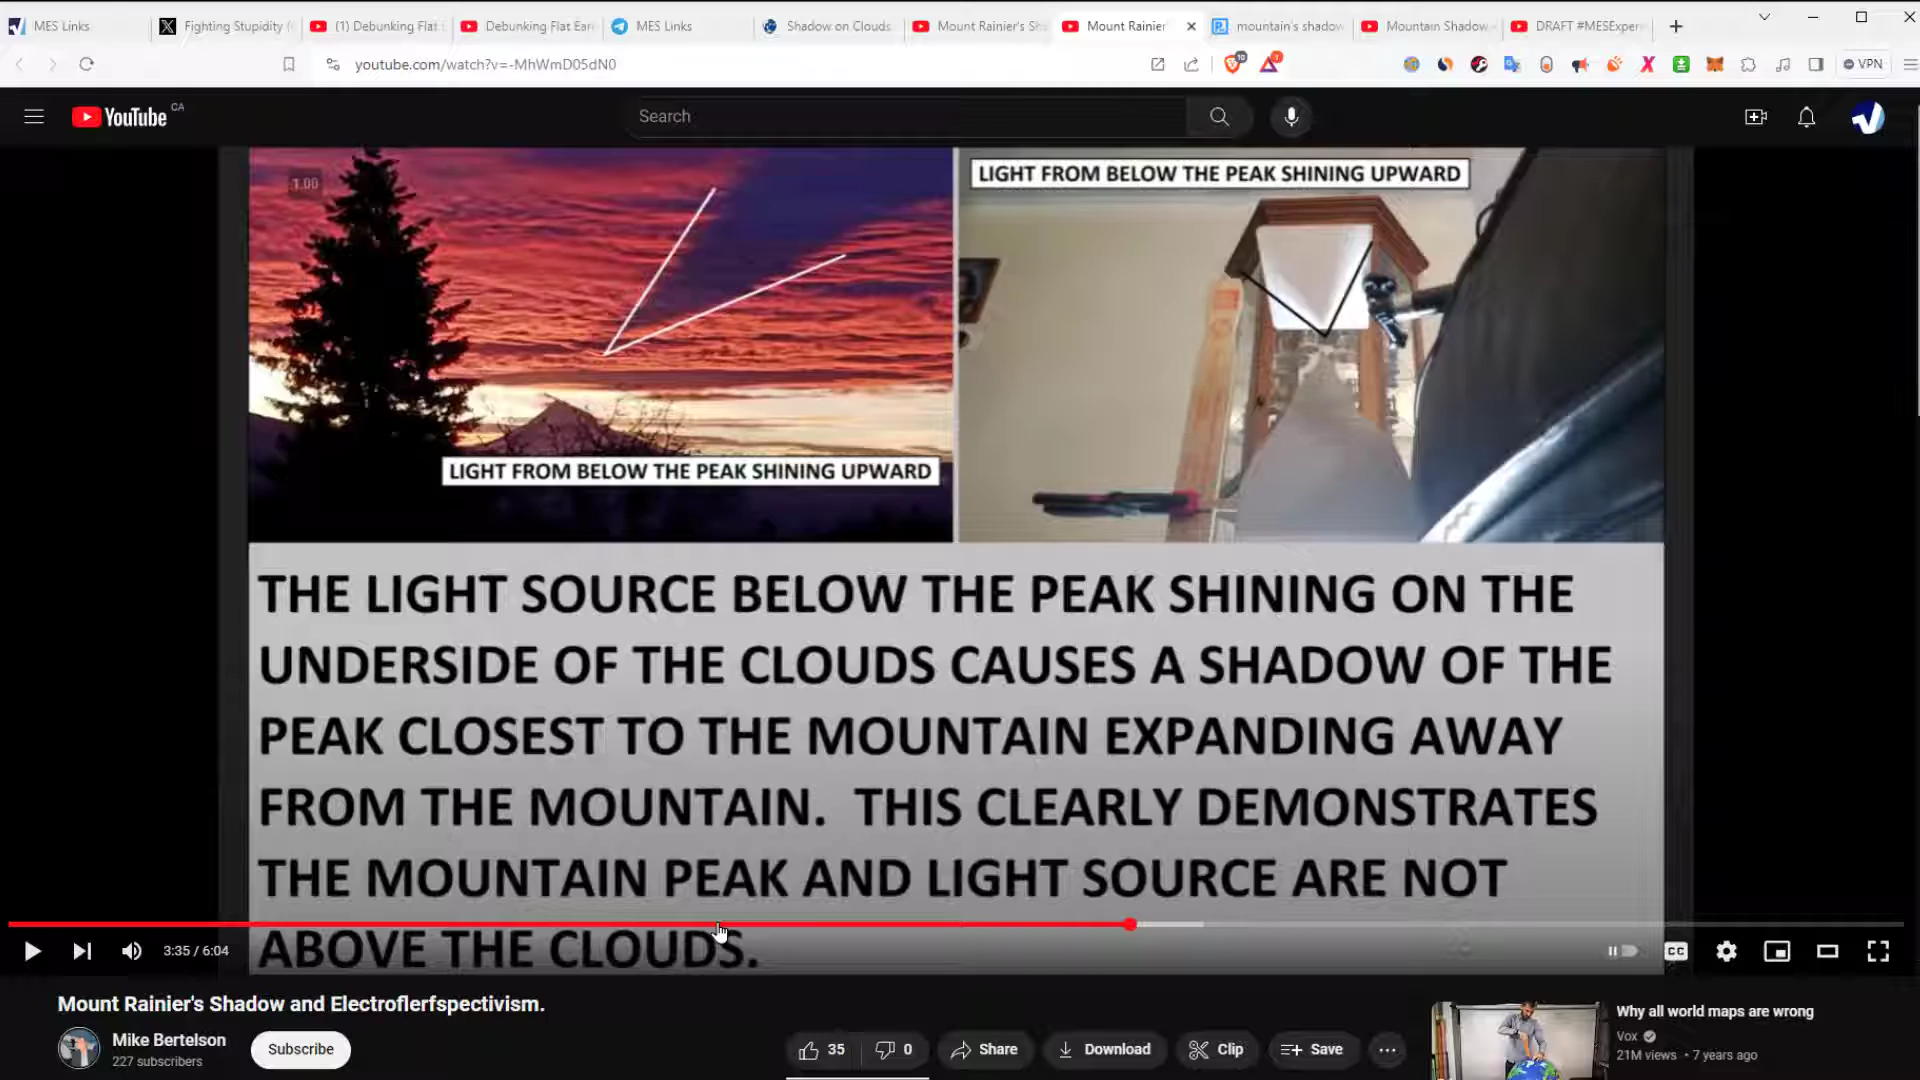 MES Links
Fighting Stupidity (
(1) Debunking Flat E
Debunking Flat Ear
MES Links
Shadow on Clouds
Mount Rainier's Sh
Mount Rainier'
mountain's shadow
Mountain Shadow
DRAFT #MESExper
youtube.com/watch?v=-MhWmD05dN0
VPN
YouTube CA
Search
1.00
LIGHT FROM BELOW THE PEAK SHINING UPWARD
LIGHT FROM BELOW THE PEAK SHINING UPWARD
THE LIGHT SOURCE BELOW THE PEAK SHINING ON THE
UNDERSIDE OF THE CLOUDS CAUSES A SHADOW OF THE
PEAK CLOSEST TO THE MOUNTAIN EXPANDING AWAY
FROM THE MOUNTAIN. THIS CLEARLY DEMONSTRATES
THE MOUNTAIN PEAK AND LIGHT SOURCE ARE NOT
ABOVE THE CLOUDS.
3:35 / 6:04
CC
Mount Rainier's Shadow and Electroflerfspectivism.
Mike Bertelson
227 subscribers
Subscribe
35
0
Share
Download
Clip
Save
Why all world maps are wrong
Vox
21M views • 7 years ago